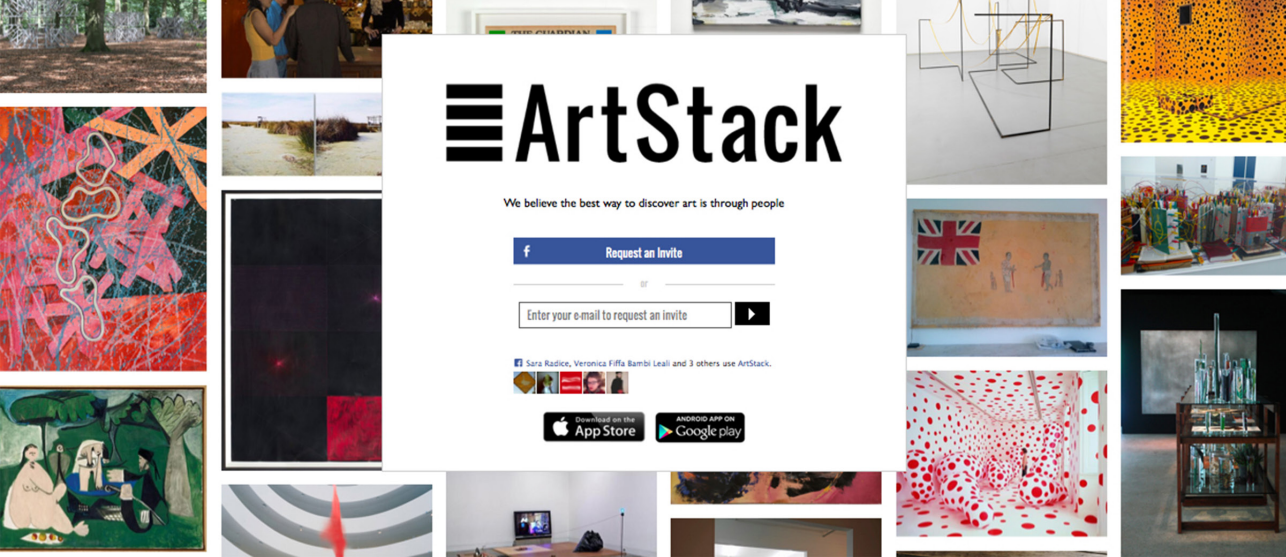 THE GUARDIAN
ArtStack
We believe the best way to discover art is through people
f Request an Invite
or
Enter your e-mail to request an invite
f Sara Radice, Veronica Fiffa Bambi Leali and 3 others use ArtStack.
Download on the
App Store
ANDROID APP ON
Google play